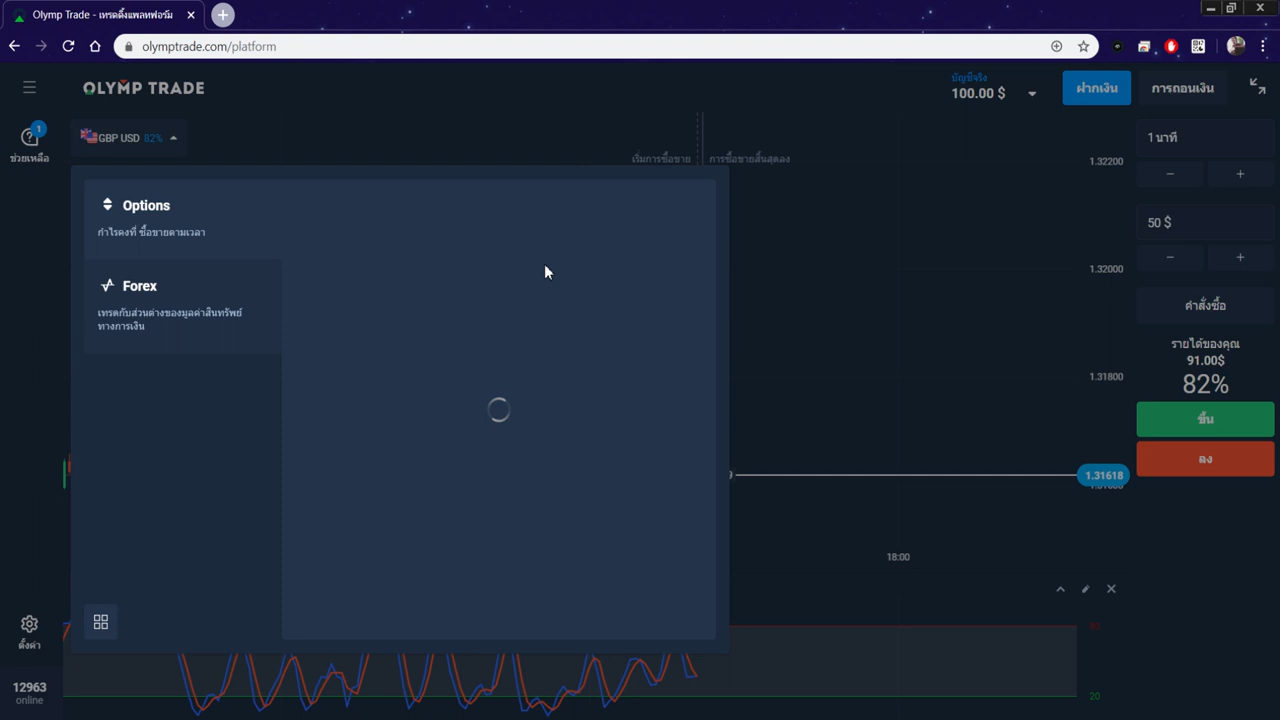 Olymp Trade - เทรดดิ้งแพลทฟอร์ม
olymptrade.com/platform
OLYMP TRADE
บัญชีจริง
100.00 $
ฝากเงิน
การถอนเงิน
1
ช่วยเหลือ
GBP USD 82%
เริ่มการซื้อขาย
การซื้อขายสิ้นสุดลง
1.32200
1 นาที
Options
กำไรคงที่ ซื้อขายตามเวลา
50 $
1.32000
Forex
เทรดกับส่วนต่างของมูลค่าสินทรัพย์
ทางการเงิน
คำสั่งซื้อ
รายได้ของคุณ
91.00$
82%
1.31800
ขึ้น
ลง
1.31618
18:00
ตั้งค่า
80
12963
online
20